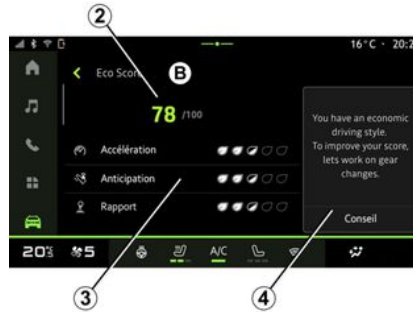 2
16°C · 20:2
Eco Score
B
78 /100
You have an economic
driving style.
To improve your score,
lets work on gear
changes.
Accélération
Anticipation
Rapport
Conseil
20 5
5
A/C
3
4